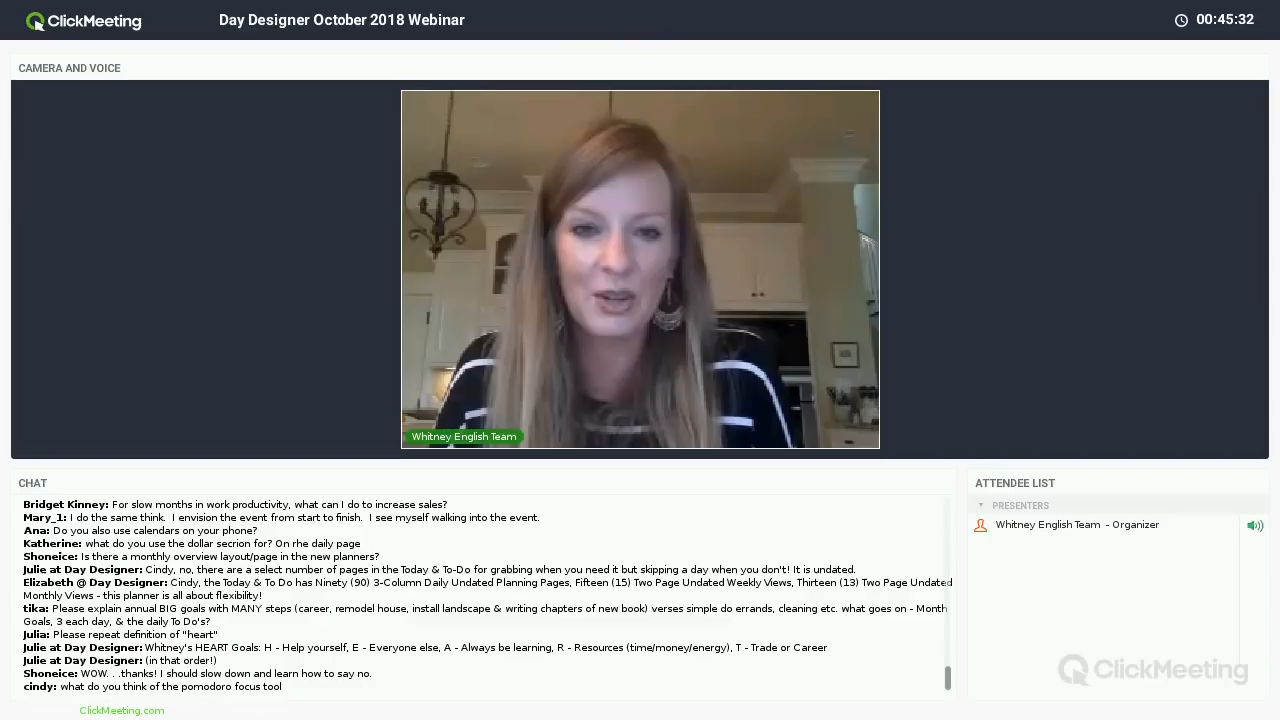 ClickMeeting
Day Designer October 2018 Webinar
00:45:32
CAMERA AND VOICE
Whitney English Team
CHAT
Bridget Kinney: For slow months in work productivity, what can I do to increase sales?
Mary_1: I do the same think. I envision the event from start to finish. I see myself walking into the event.
Ana: Do you also use calendars on your phone?
Katherine: what do you use the dollar secrion for? On rhe daily page
Shoneice: Is there a monthly overview layout/page in the new planners?
Julie at Day Designer: Cindy, no, there are a select number of pages in the Today & To-Do for grabbing when you need it but skipping a day when you don't! It is undated.
Elizabeth @ Day Designer: Cindy, the Today & To Do has Ninety (90) 3-Column Daily Undated Planning Pages, Fifteen (15) Two Page Undated Weekly Views, Thirteen (13) Two Page Undated
Monthly Views - this planner is all about flexibility!
tika: Please explain annual BIG goals with MANY steps (career, remodel house, install landscape & writing chapters of new book) verses simple do errands, cleaning etc. what goes on - Month
Goals, 3 each day, & the daily To Do's?
Julia: Please repeat definition of "heart"
Julie at Day Designer: Whitney's HEART Goals: H - Help yourself, E - Everyone else, A - Always be learning, R - Resources (time/money/energy), T - Trade or Career
Julie at Day Designer: (in that order!)
Shoneice: WOW. . .thanks! I should slow down and learn how to say no.
cindy: what do you think of the pomodoro focus tool
ATTENDEE LIST
PRESENTERS
Whitney English Team - Organizer
ClickMeeting
ClickMeeting.com